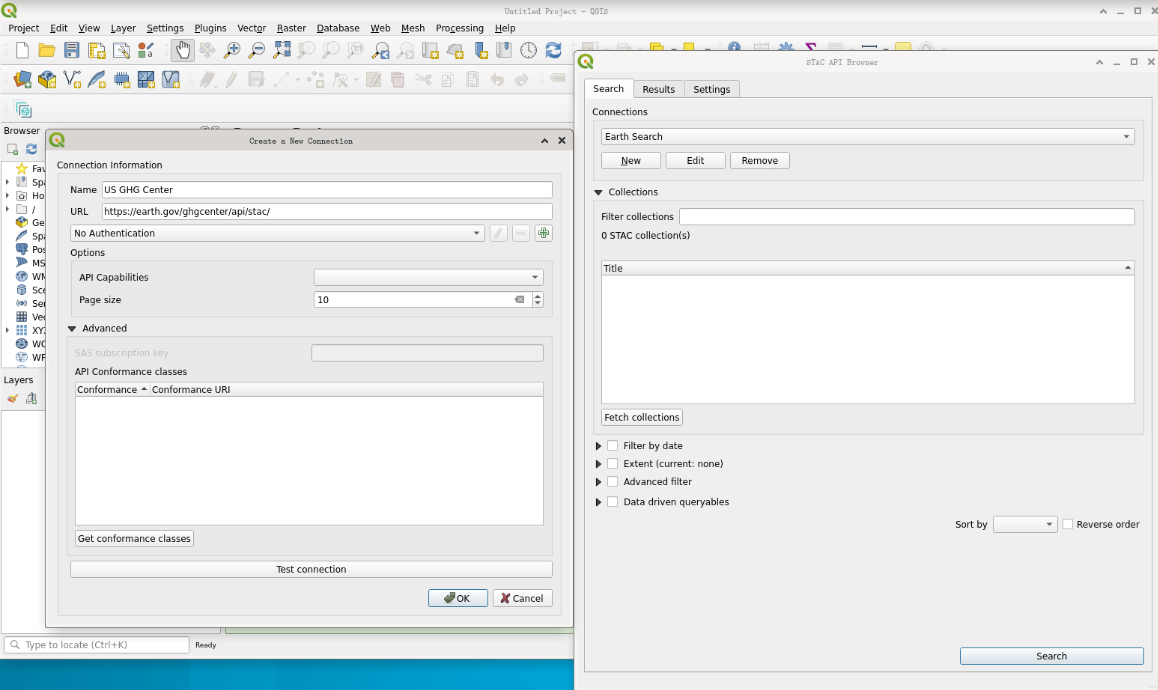 Untitled Project - QGIS
Project Edit View Layer Settings Plugins Vector Raster Database Web Mesh Processing Help
Browser
Fav
Spa
Ho
/
Ge
Spa
Pos
MS
WM
Sce
Ser
Vec
XYZ
WC
WF
Layers
Type to locate (Ctrl+K)
Ready
Create a New Connection
Connection Information
Name US GHG Center
URL https://earth.gov/ghgcenter/api/stac/
No Authentication
Options
API Capabilities
Page size 10
Advanced
SAS subscription key
API Conformance classes
Conformance Conformance URI
Get conformance classes
Test connection
OK Cancel
STAC API Browser
Search Results Settings
Connections
Earth Search
New Edit Remove
Collections
Filter collections
0 STAC collection(s)
Title
Fetch collections
Filter by date
Extent (current: none)
Advanced filter
Data driven queryables
Sort by Reverse order
Search